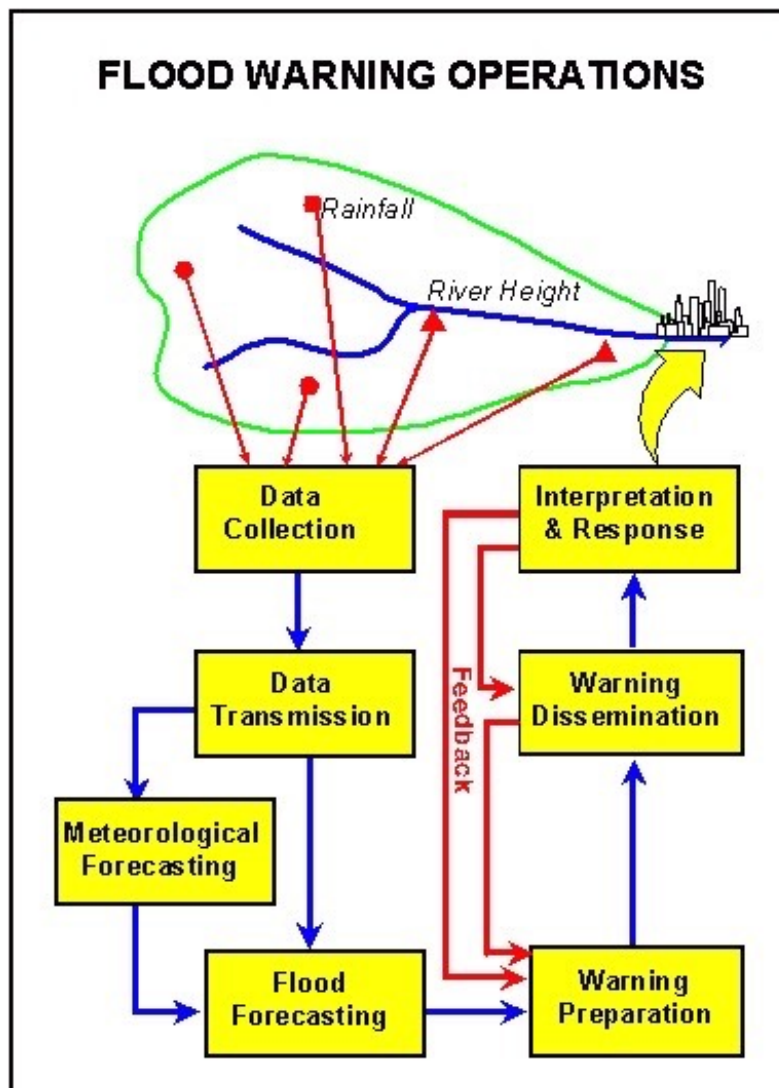 FLOOD WARNING OPERATIONS
Rainfall
River Height
Data
Collection
Interpretation
& Response
Data
Transmission
Feedback
Warning
Dissemination
Meteorological
Forecasting
Flood
Forecasting
Warning
Preparation